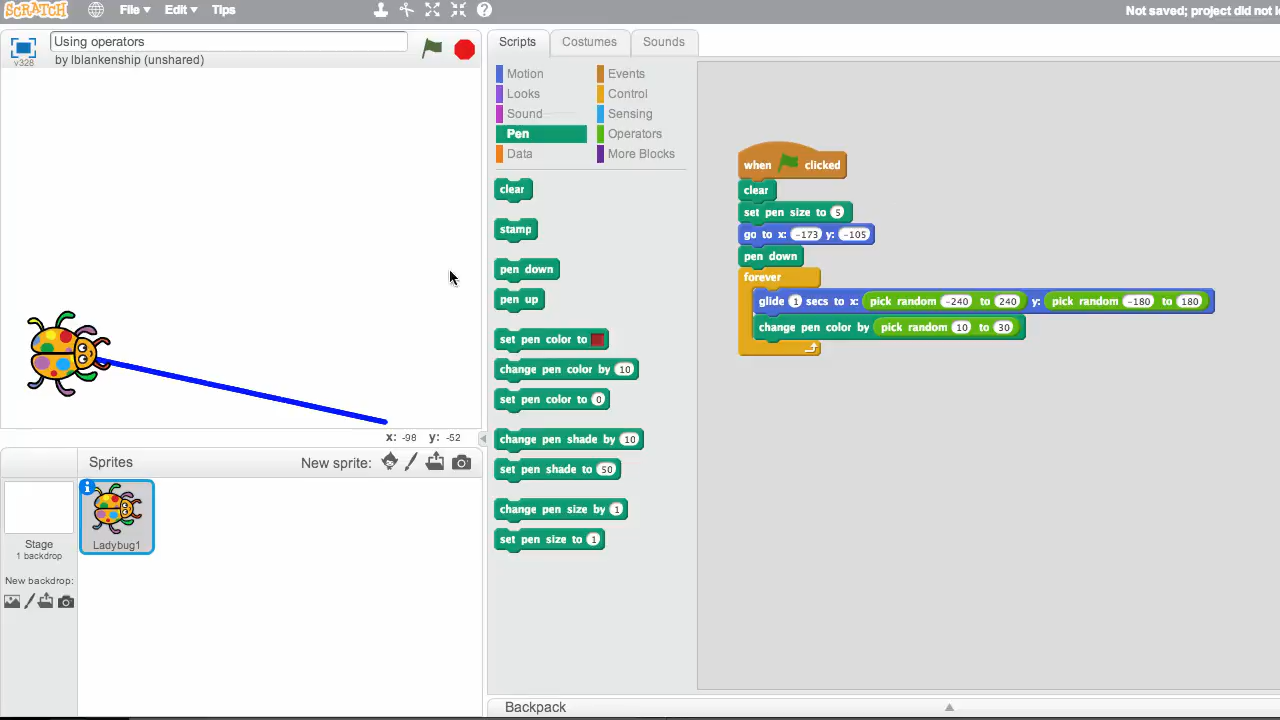 SCRATCH File Edit Tips Not saved; project did not l
v328 Using operators
by lblankenship (unshared)
Scripts Costumes Sounds
Motion Events
Looks Control
Sound Sensing
Pen Operators
Data More Blocks
clear
stamp
pen down
pen up
set pen color to
change pen color by 10
set pen color to 0
change pen shade by 10
set pen shade to 50
change pen size by 1
set pen size to 1
when clicked
clear
set pen size to 5
go to x: -173 y: -105
pen down
forever
glide 1 secs to x: pick random -240 to 240 y: pick random -180 to 180
change pen color by pick random 10 to 30
x: -98 y: -52
Sprites New sprite:
Stage
1 backdrop
New backdrop:
Ladybug1
Backpack